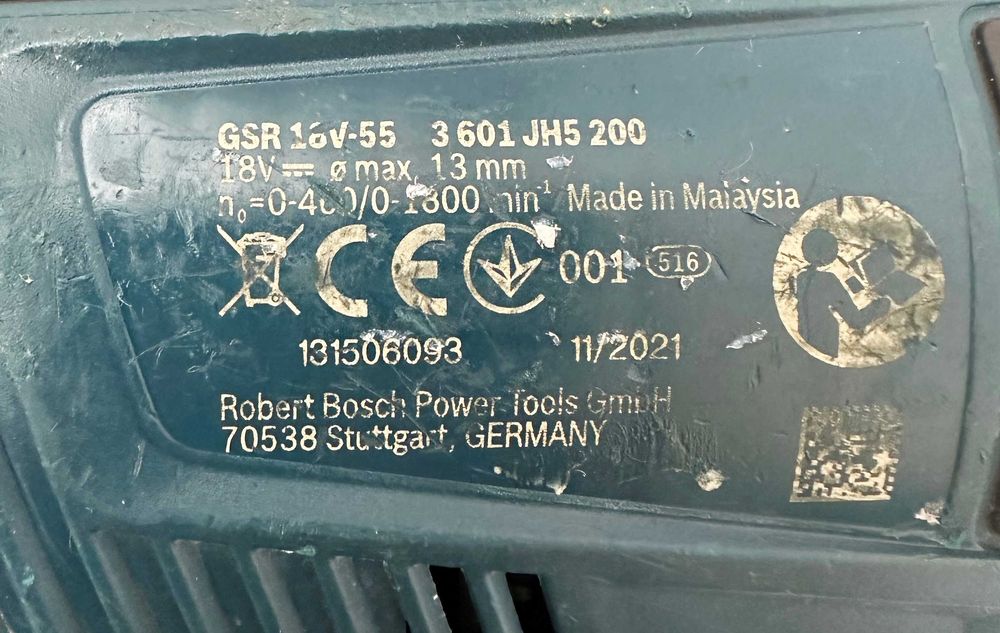 GSR 18V-55 3 601 JH5 200
18V ⎓ ø max. 13 mm
n₀=0-460/0-1800 min⁻¹ Made in Malaysia
CE 001 516
131506093 11/2021
Robert Bosch Power Tools GmbH
70538 Stuttgart, GERMANY